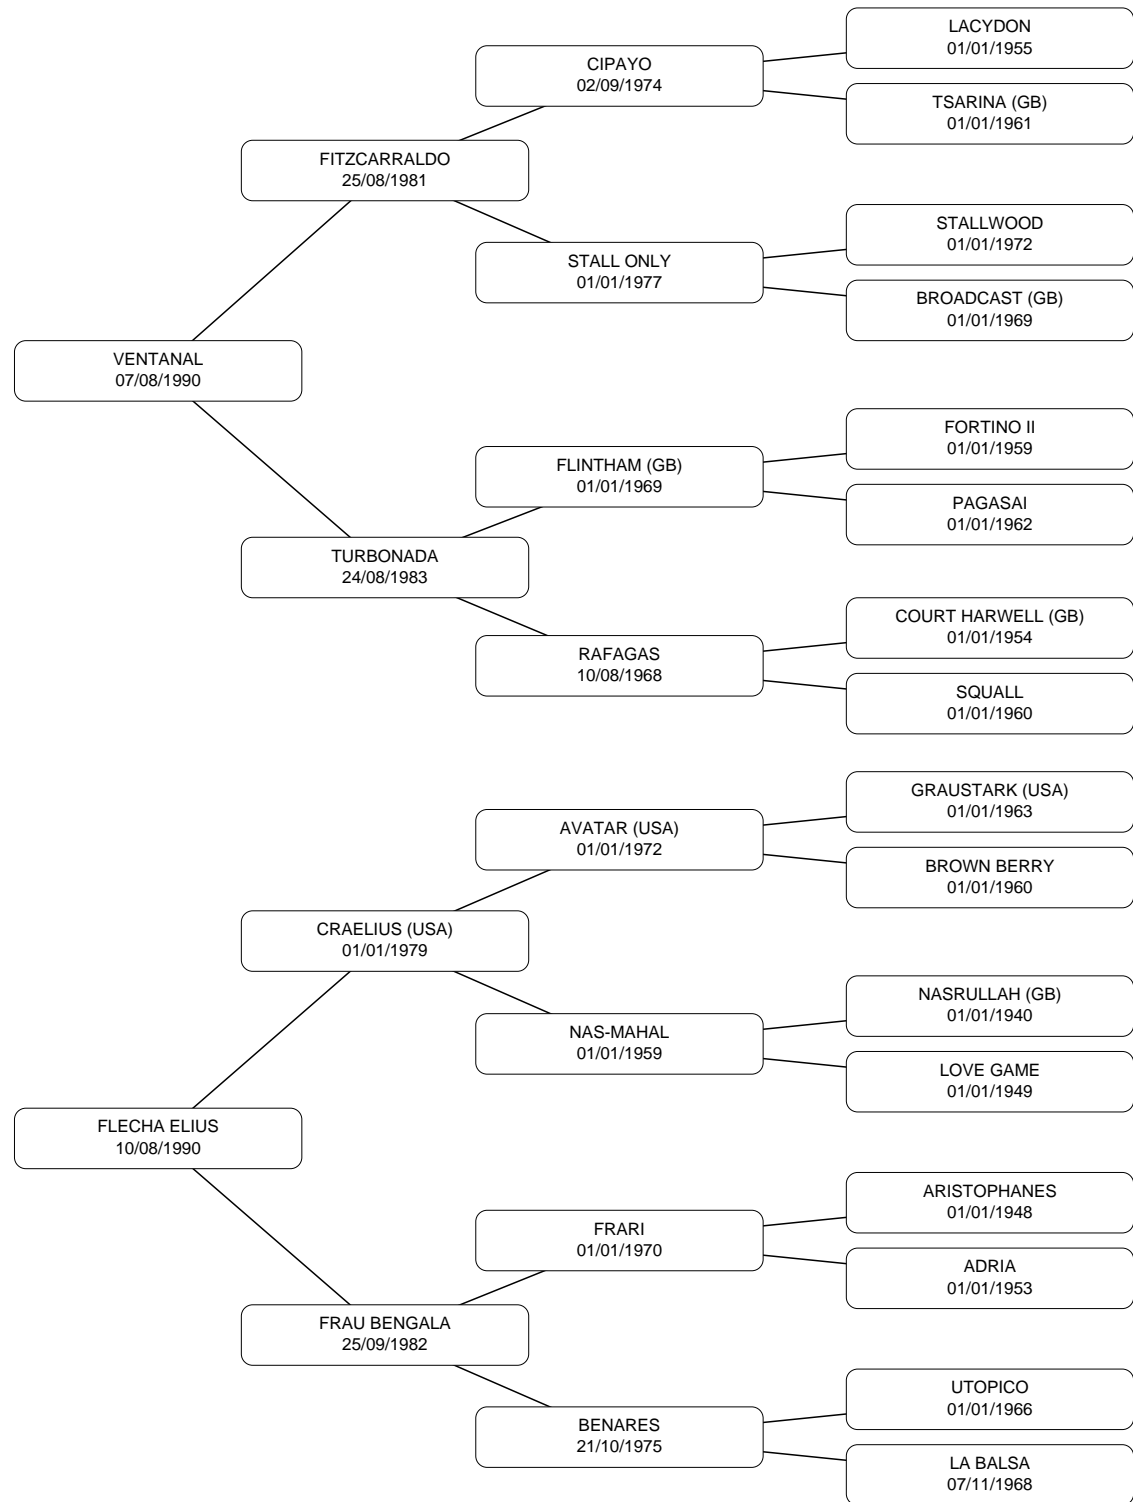 LACYDON
01/01/1955
CIPAYO
02/09/1974
TSARINA (GB)
01/01/1961
FITZCARRALDO
25/08/1981
STALLWOOD
01/01/1972
STALL ONLY
01/01/1977
BROADCAST (GB)
01/01/1969
VENTANAL
07/08/1990
FORTINO II
01/01/1959
FLINTHAM (GB)
01/01/1969
PAGASAI
01/01/1962
TURBONADA
24/08/1983
COURT HARWELL (GB)
01/01/1954
RAFAGAS
10/08/1968
SQUALL
01/01/1960
GRAUSTARK (USA)
01/01/1963
AVATAR (USA)
01/01/1972
BROWN BERRY
01/01/1960
CRAELIUS (USA)
01/01/1979
NASRULLAH (GB)
01/01/1940
NAS-MAHAL
01/01/1959
LOVE GAME
01/01/1949
FLECHA ELIUS
10/08/1990
ARISTOPHANES
01/01/1948
FRARI
01/01/1970
ADRIA
01/01/1953
FRAU BENGALA
25/09/1982
UTOPICO
01/01/1966
BENARES
21/10/1975
LA BALSA
07/11/1968